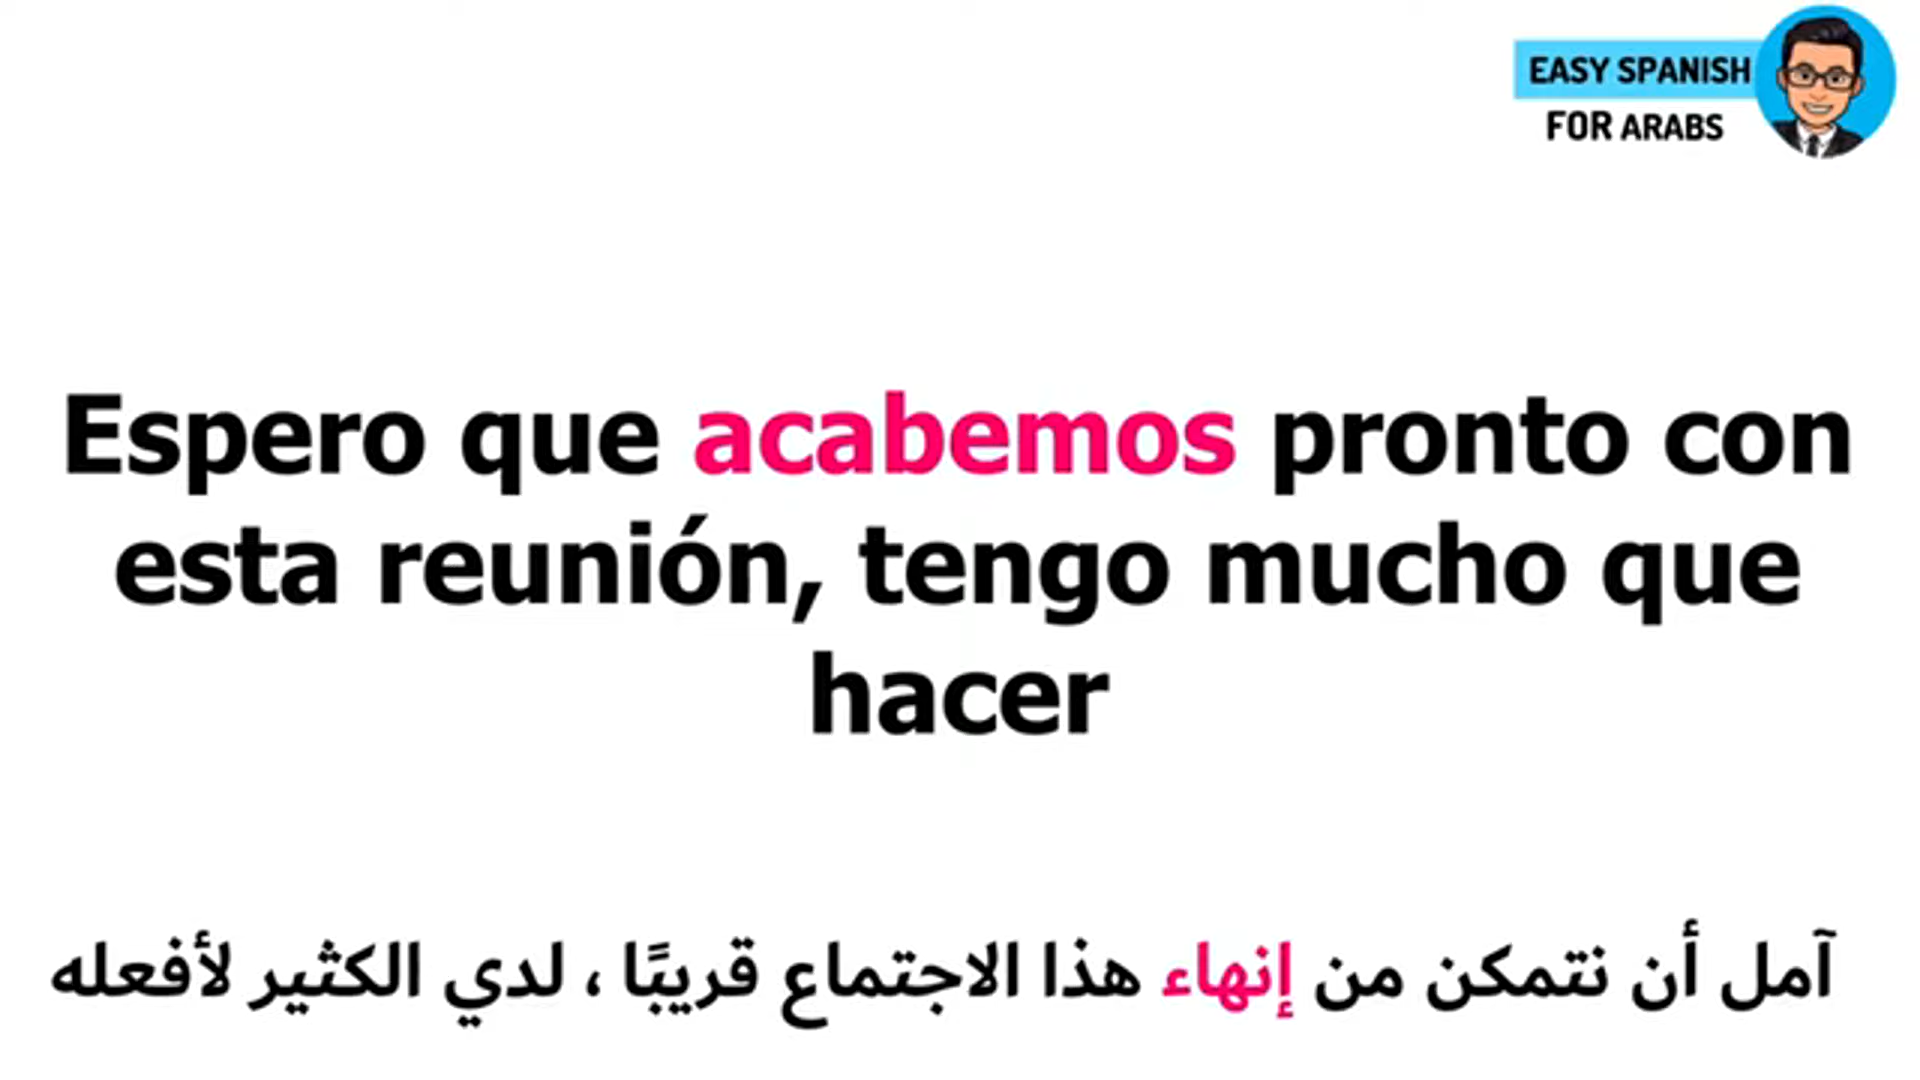 EASY SPANISH
FOR ARABS
Espero que acabemos pronto con
esta reunión, tengo mucho que
hacer
آمل أن نتمكن من إنهاء هذا الاجتماع قريبًا ، لدي الكثير لأفعله